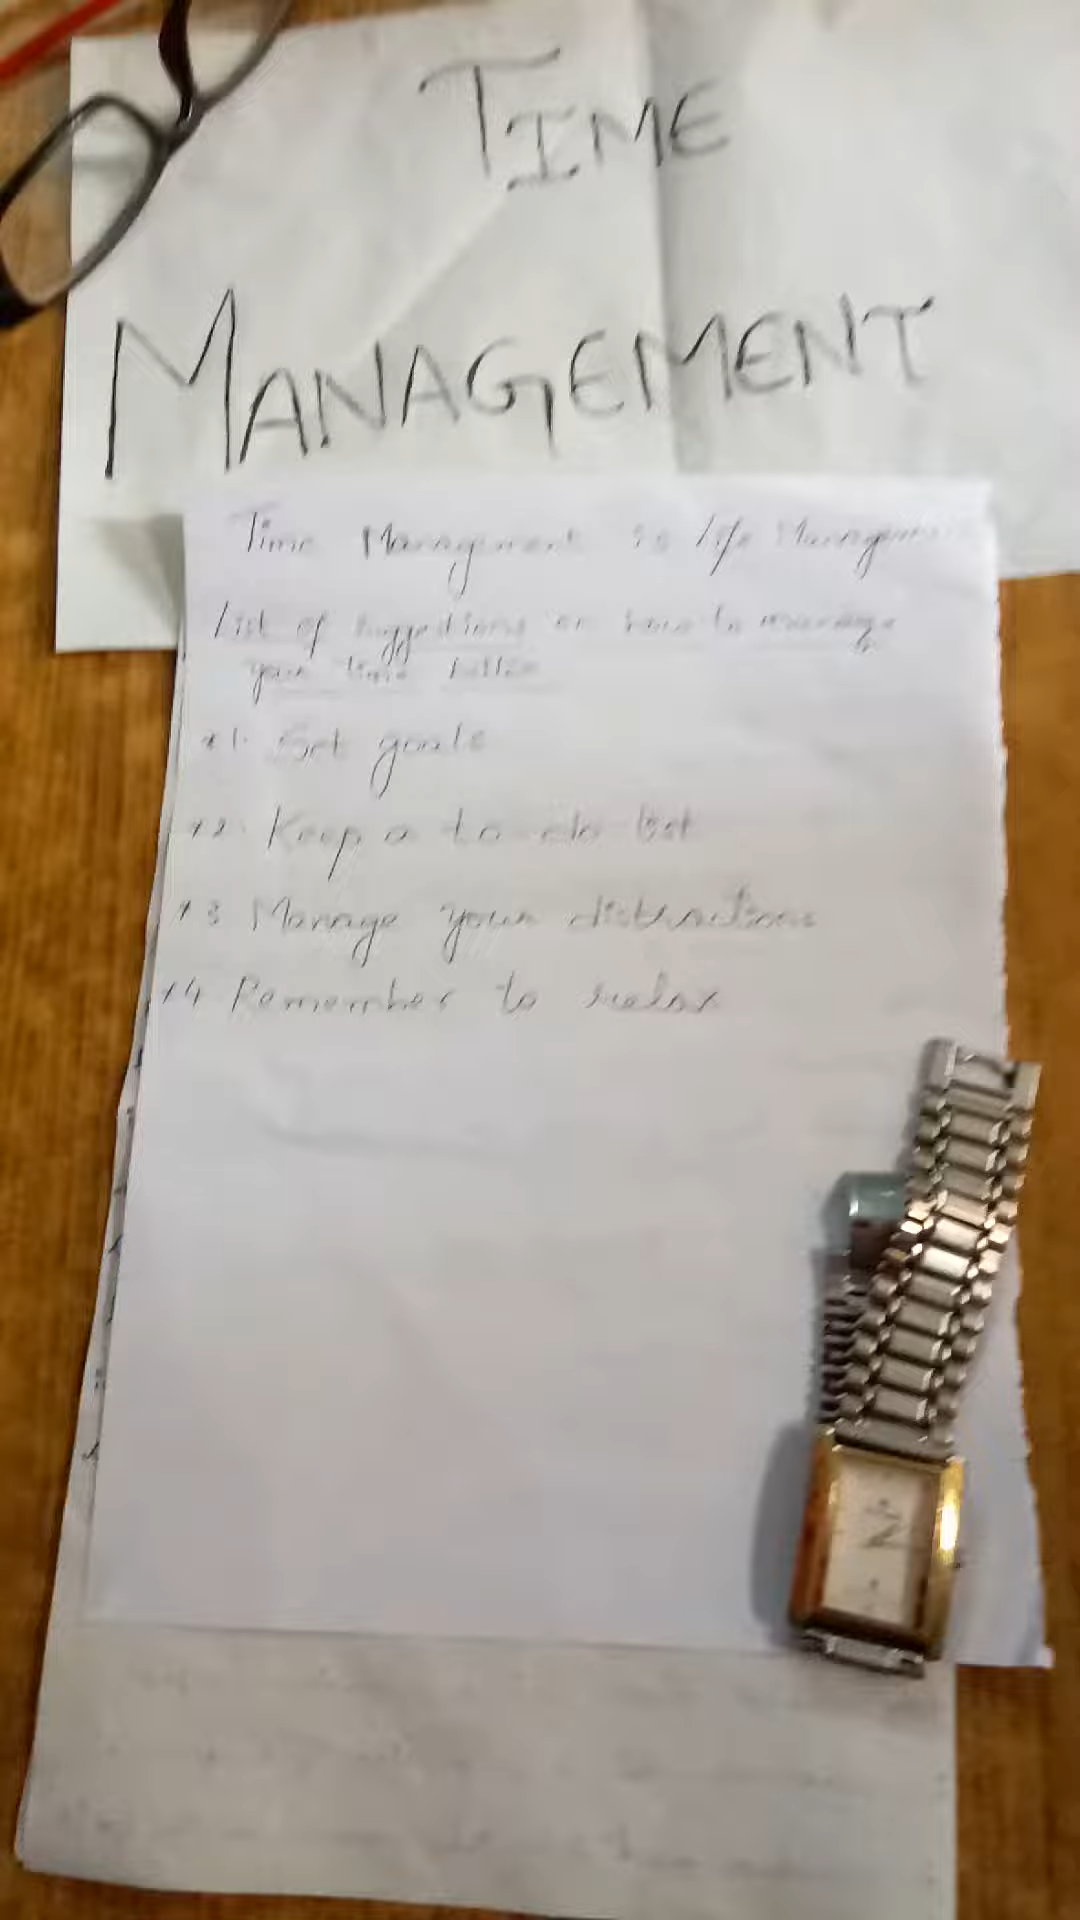 TIME
MANAGEMENT
Time Management is life Management
List of suggestions on how to manage
your time better
*1. Set goals
*2. Keep a to do list
*3 Manage your distractions
*4 Remember to relax